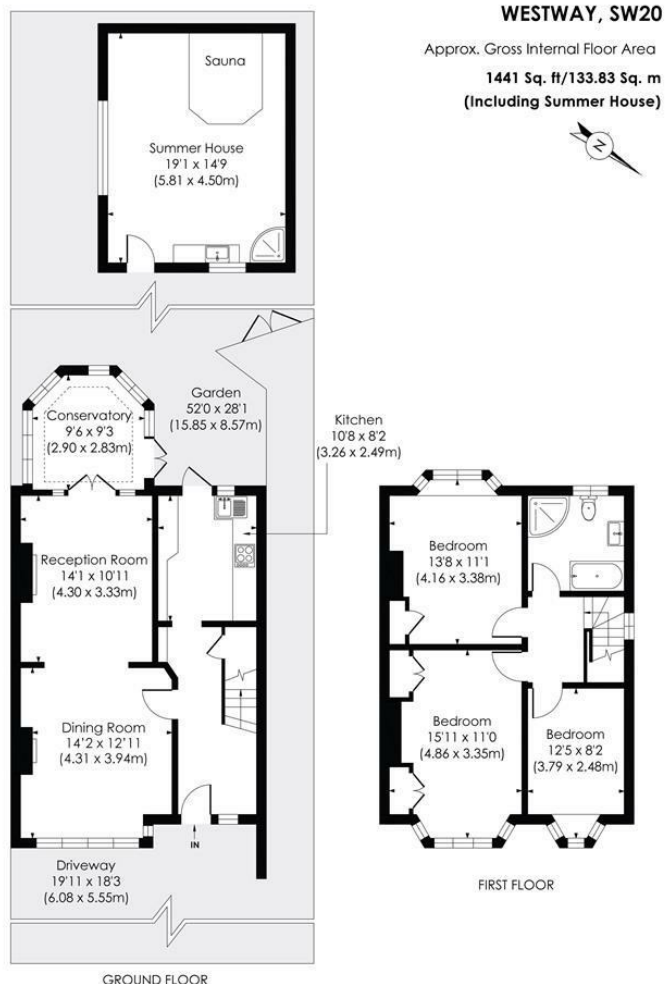 WESTWAY, SW20
Approx. Gross Internal Floor Area
1441 Sq. ft/133.83 Sq. m
(Including Summer House)
N
Sauna
Summer House
19'1 x 14'9
(5.81 x 4.50m)
Garden
52'0 x 28'1
(15.85 x 8.57m)
Conservatory
9'6 x 9'3
(2.90 x 2.83m)
Kitchen
10'8 x 8'2
(3.26 x 2.49m)
Reception Room
14'1 x 10'11
(4.30 x 3.33m)
Dining Room
14'2 x 12'11
(4.31 x 3.94m)
IN
Driveway
19'11 x 18'3
(6.08 x 5.55m)
GROUND FLOOR
Bedroom
13'8 x 11'1
(4.16 x 3.38m)
Bedroom
15'11 x 11'0
(4.86 x 3.35m)
Bedroom
12'5 x 8'2
(3.79 x 2.48m)
FIRST FLOOR